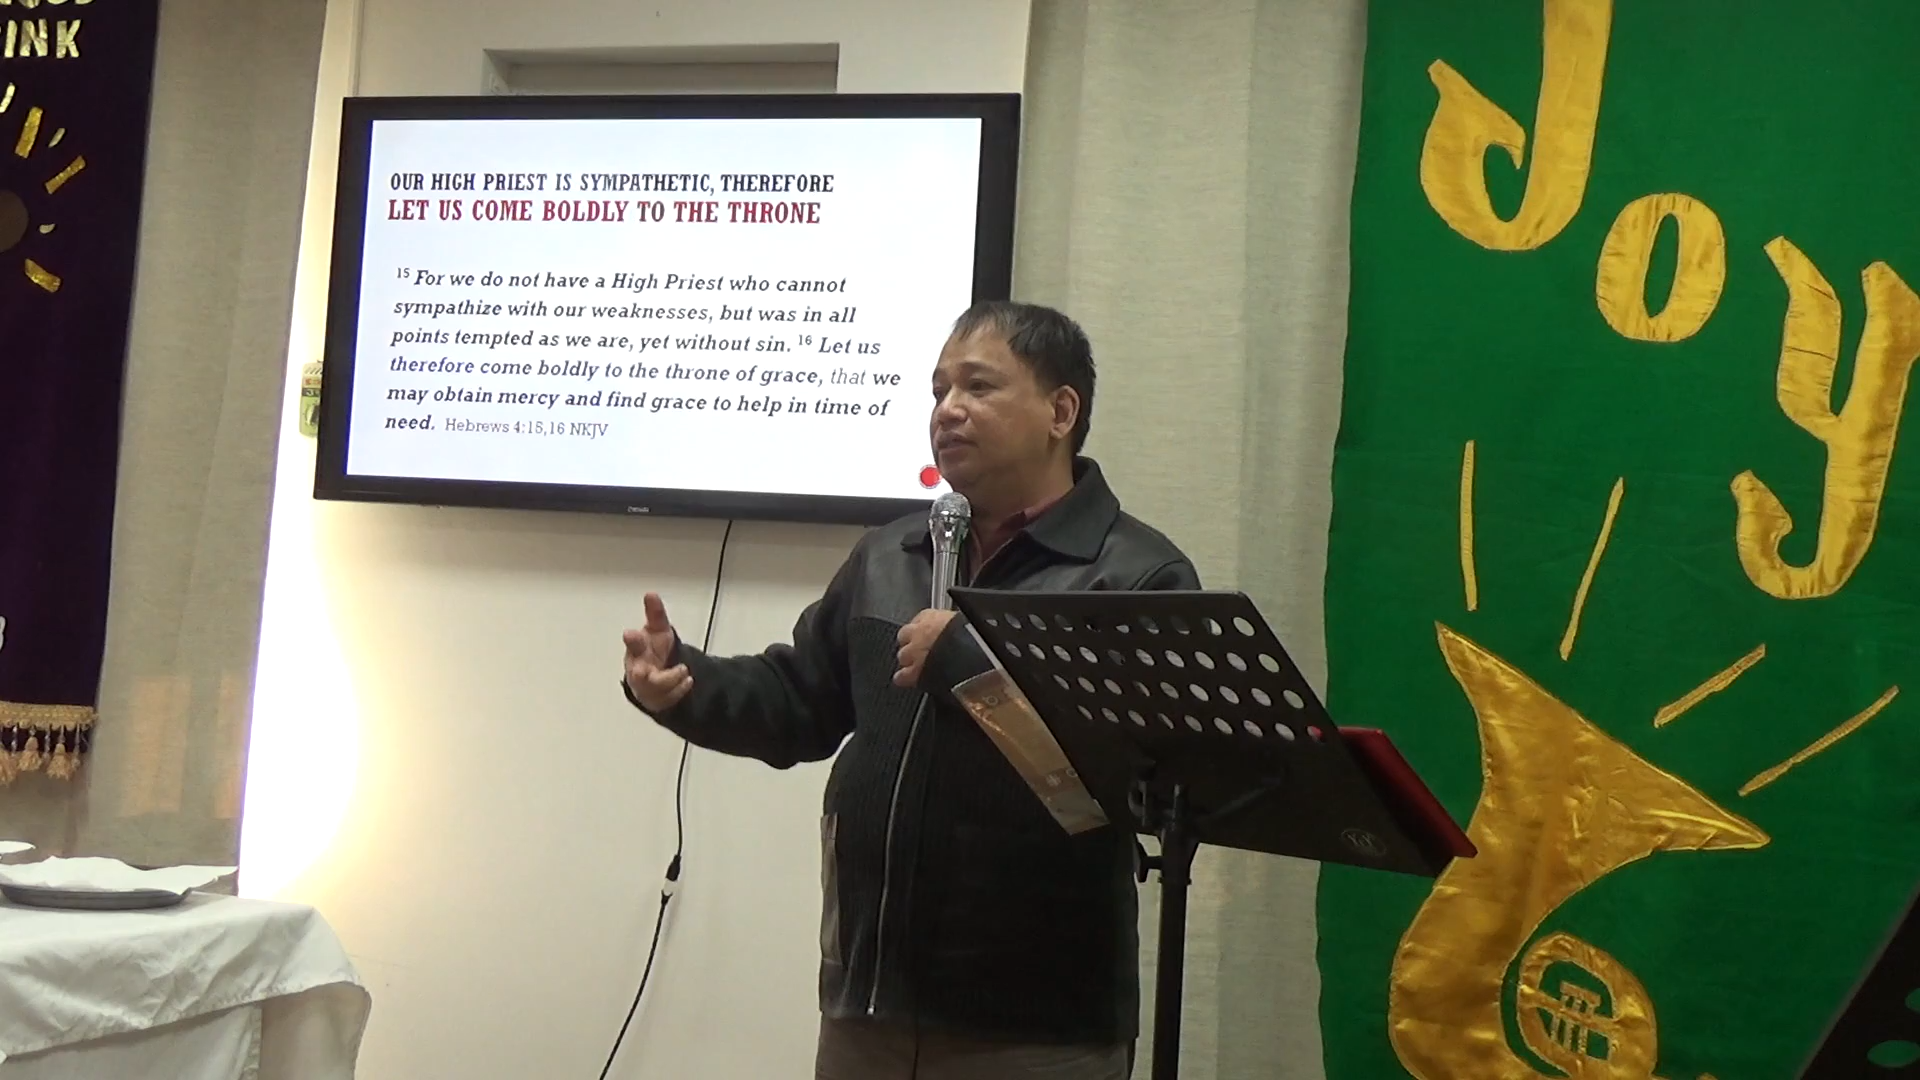 INK
OUR HIGH PRIEST IS SYMPATHETIC, THEREFORE
LET US COME BOLDLY TO THE THRONE
15 For we do not have a High Priest who cannot
sympathize with our weaknesses, but was in all
points tempted as we are, yet without sin. 16 Let us
therefore come boldly to the throne of grace, that we
may obtain mercy and find grace to help in time of
need. Hebrews 4:15,16 NKJV
Joy